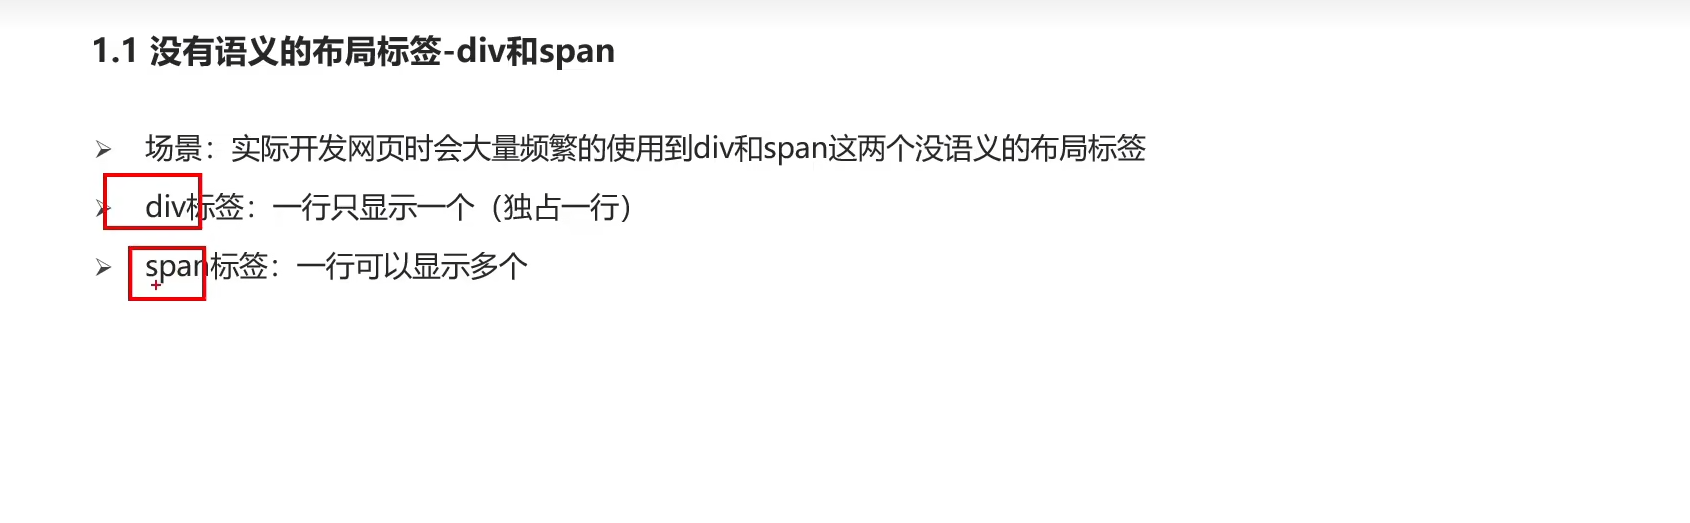 1.1 没有语义的布局标签-div和span
场景：实际开发网页时会大量频繁的使用到div和span这两个没语义的布局标签
div标签：一行只显示一个（独占一行）
span标签：一行可以显示多个